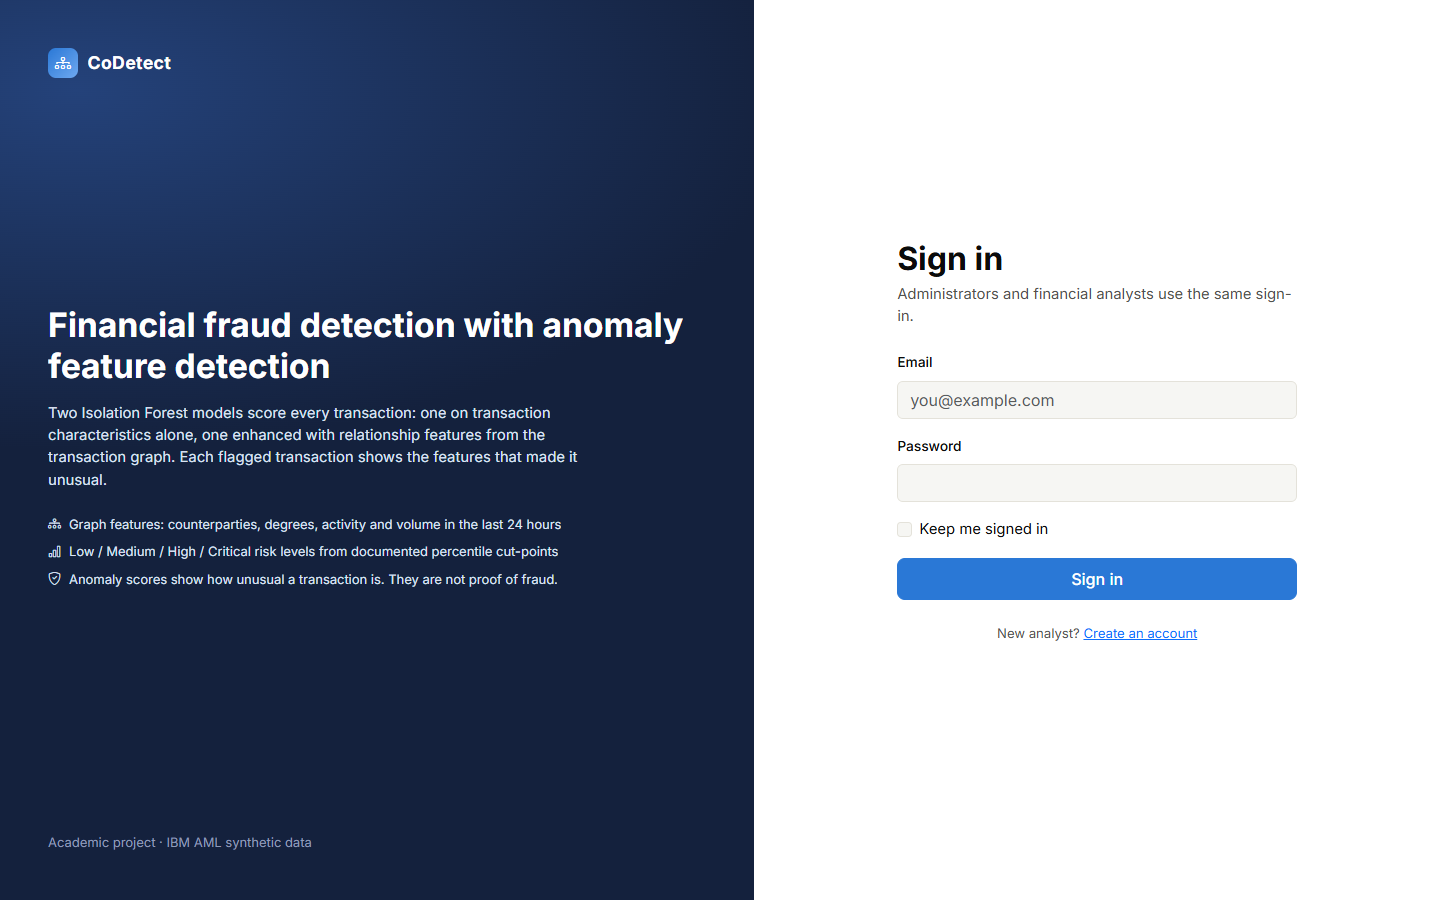 CoDetect
Financial fraud detection with anomaly
feature detection
Two Isolation Forest models score every transaction: one on transaction
characteristics alone, one enhanced with relationship features from the
transaction graph. Each flagged transaction shows the features that made it
unusual.
Graph features: counterparties, degrees, activity and volume in the last 24 hours
Low / Medium / High / Critical risk levels from documented percentile cut-points
Anomaly scores show how unusual a transaction is. They are not proof of fraud.
Academic project · IBM AML synthetic data
Sign in
Administrators and financial analysts use the same sign-
in.
Email
you@example.com
Password
Keep me signed in
Sign in
New analyst? Create an account